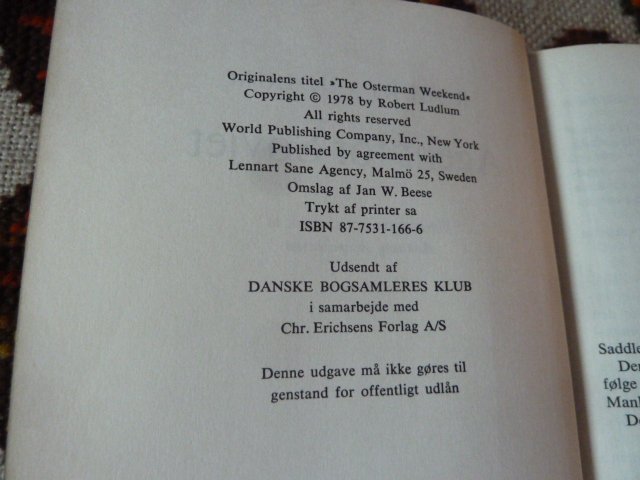 Originalens titel »The Osterman Weekend«
Copyright © 1978 by Robert Ludlum
All rights reserved
World Publishing Company, Inc., New York
Published by agreement with
Lennart Sane Agency, Malmö 25, Sweden
Omslag af Jan W. Beese
Trykt af printer sa
ISBN 87-7531-166-6
Udsendt af
DANSKE BOGSAMLERES KLUB
i samarbejde med
Chr. Erichsens Forlag A/S
Denne udgave må ikke gøres til
genstand for offentligt udlån
Saddle
følge